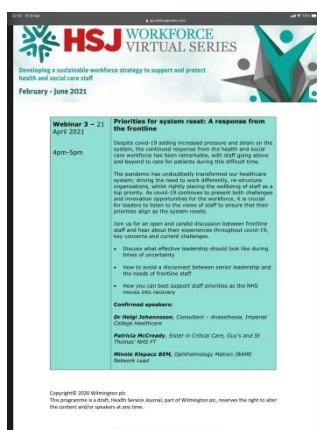 HSJ WORKFORCE
VIRTUAL SERIES
Developing a sustainable workforce strategy to support and protect
health and social care staff
February - June 2021
Webinar 3 – 21
April 2021
4pm-5pm
Priorities for system reset: A response from
the frontline
Despite covid-19 adding increased pressure and strain on the
system, the continued response from the health and social
care workforce has been remarkable, with staff going above
and beyond to care for patients during this difficult time.
The pandemic has undoubtedly transformed our healthcare
system; driving the need to work differently, re-structure
organisations, whilst rightly placing the wellbeing of staff as a
top priority. As covid-19 continues to present both challenges
and innovation opportunities for the workforce, it is crucial
for leaders to listen to the views of staff to ensure that their
priorities align as the system resets.
Join us for an open and candid discussion between frontline
staff and hear about their experiences throughout covid-19,
key concerns and current challenges.
• Discuss what effective leadership should look like during
times of uncertainty
• How to avoid a disconnect between senior leadership and
the needs of frontline staff
• How you can best support staff priorities as the NHS
moves into recovery
Confirmed speakers:
Dr Helgi Johannsson, Consultant – Anaesthesia, Imperial
College Healthcare
Patricia McCready, Sister in Critical Care, Guy's and St
Thomas' NHS FT
Minnie Klepacz BEM, Ophthalmology Matron /BAME
Network Lead
Copyright© 2020 Wilmington plc
This programme is a draft, Health Service Journal, part of Wilmington plc, reserves the right to alter
the content and/or speakers at any time.